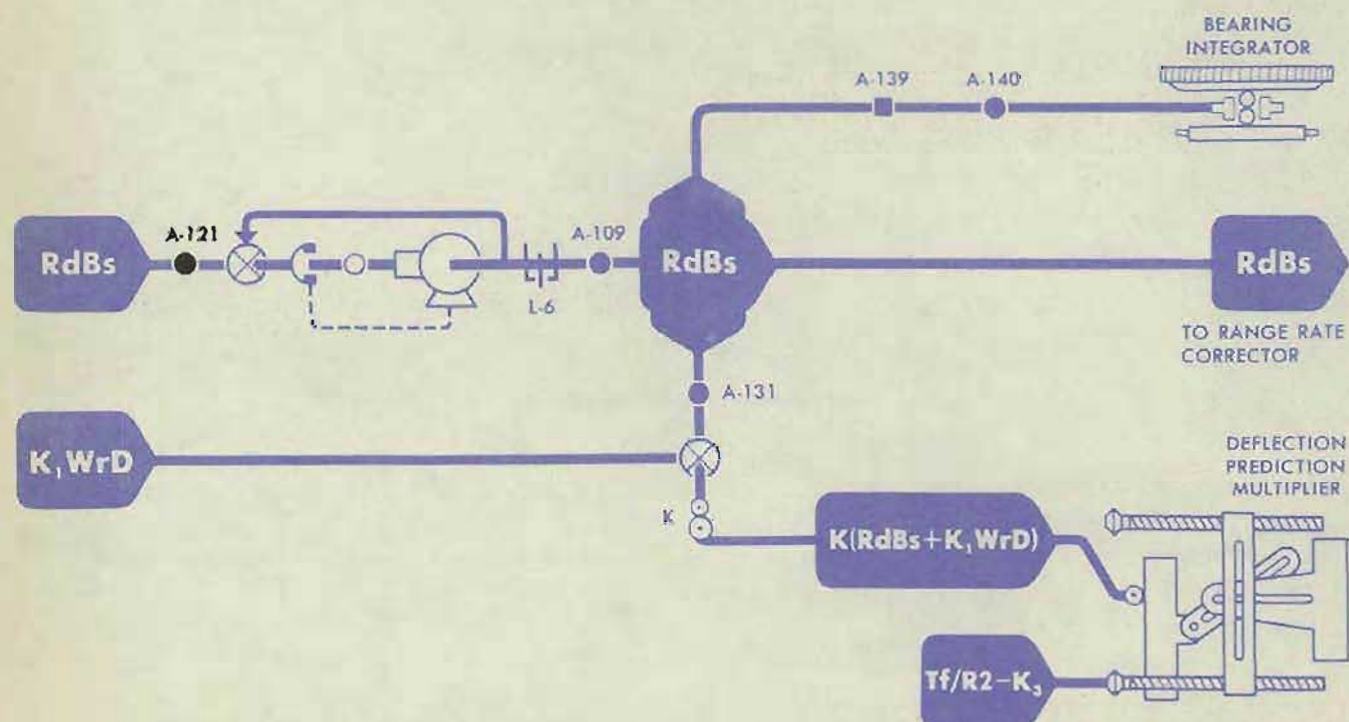 BEARING
INTEGRATOR
A-139
A-140
RdBs
A-121
L-6
A-109
RdBs
RdBs
TO RANGE RATE
CORRECTOR
A-131
K₁WrD
K
K(RdBs+K₁WrD)
DEFLECTION
PREDICTION
MULTIPLIER
Tf/R2-K₃